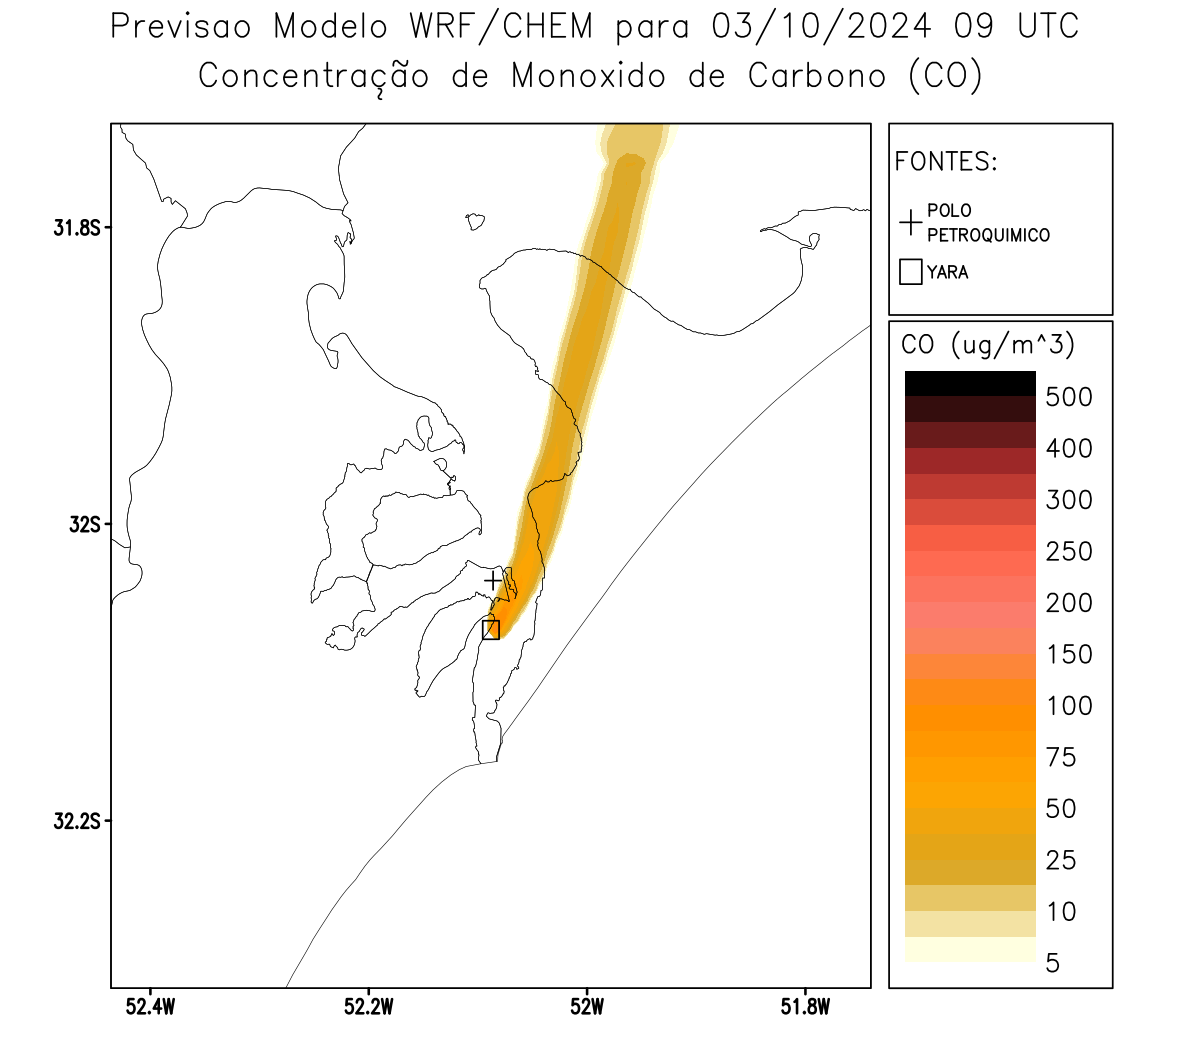 Previsao Modelo WRF/CHEM para 03/10/2024 09 UTC
Concentração de Monoxido de Carbono (CO)
FONTES:
POLO
PETROQUIMICO
YARA
CO (ug/m^3)
500
400
300
250
200
150
100
75
50
25
10
5
31.8S
32S
32.2S
52.4W
52.2W
52W
51.8W